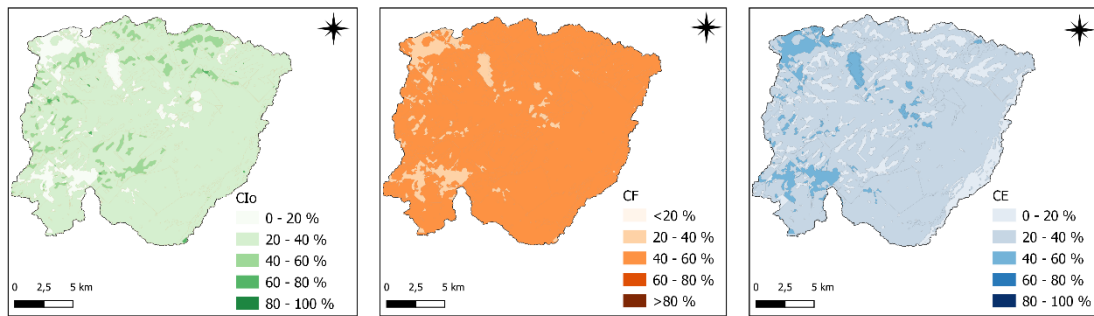 CIo
0 - 20 %
20 - 40 %
40 - 60 %
60 - 80 %
80 - 100 %
0 2,5 5 km
CF
<20 %
20 - 40 %
40 - 60 %
60 - 80 %
>80 %
0 2,5 5 km
CE
0 - 20 %
20 - 40 %
40 - 60 %
60 - 80 %
80 - 100 %
0 2,5 5 km